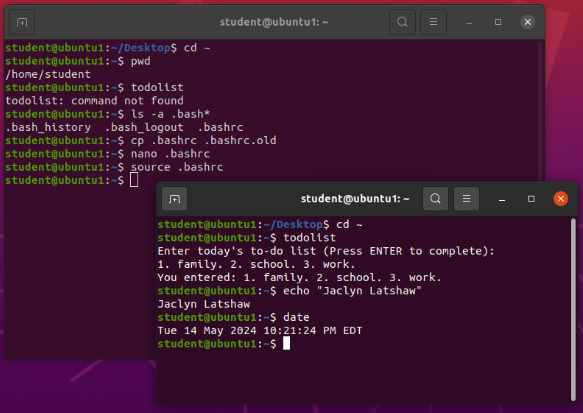 student@ubuntu1: ~
student@ubuntu1:~/Desktop$ cd ~
student@ubuntu1:~$ pwd
/home/student
student@ubuntu1:~$ todolist
todolist: command not found
student@ubuntu1:~$ ls -a .bash*
.bash_history  .bash_logout  .bashrc
student@ubuntu1:~$ cp .bashrc .bashrc.old
student@ubuntu1:~$ nano .bashrc
student@ubuntu1:~$ source .bashrc
student@ubuntu1:~$
student@ubuntu1: ~
student@ubuntu1:~/Desktop$ cd ~
student@ubuntu1:~$ todolist
Enter today's to-do list (Press ENTER to complete):
1. family. 2. school. 3. work.
You entered: 1. family. 2. school. 3. work.
student@ubuntu1:~$ echo "Jaclyn Latshaw"
Jaclyn Latshaw
student@ubuntu1:~$ date
Tue 14 May 2024 10:21:24 PM EDT
student@ubuntu1:~$